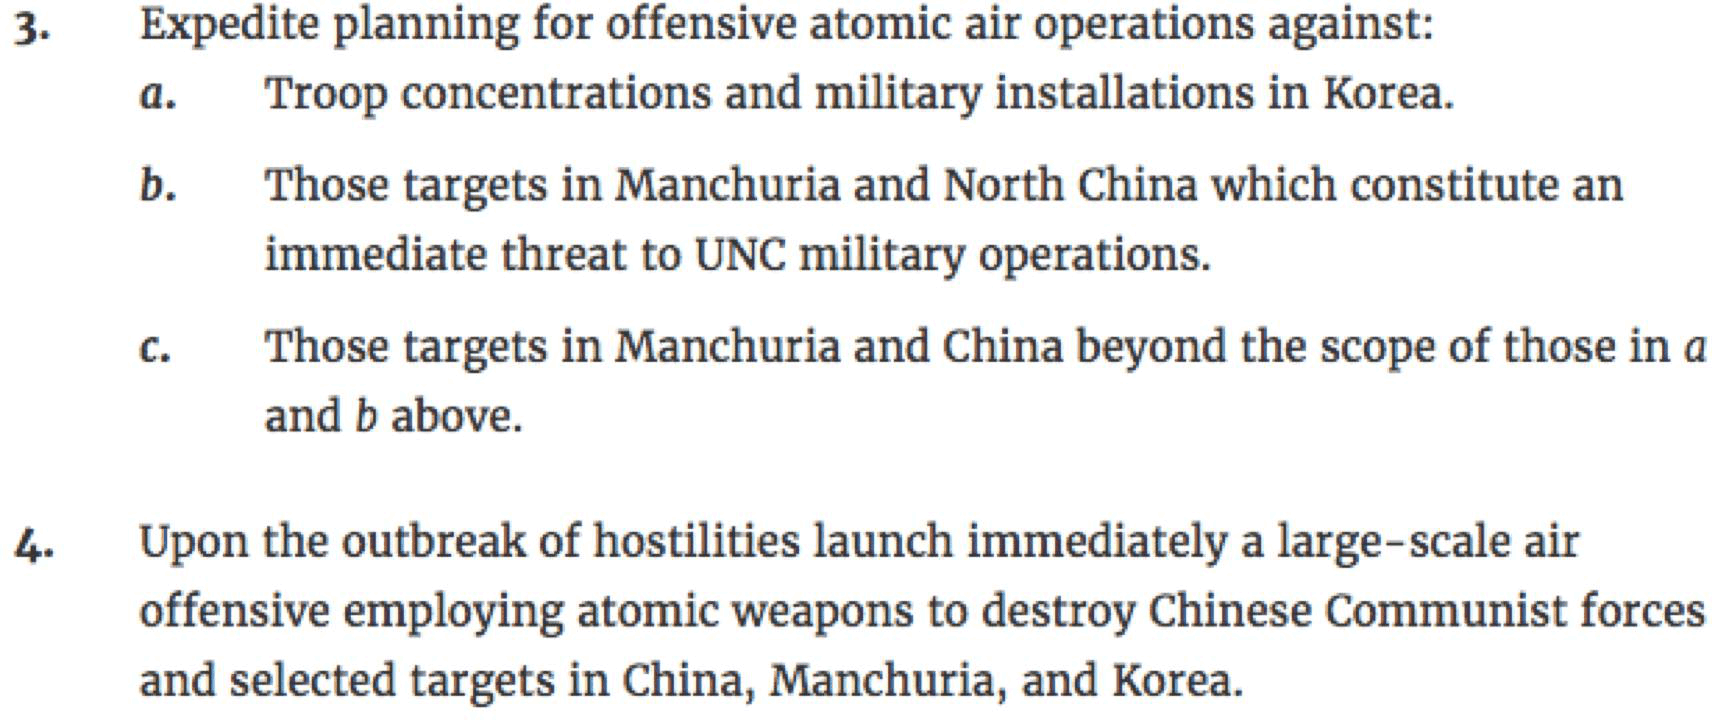 3. Expedite planning for offensive atomic air operations against:
a. Troop concentrations and military installations in Korea.
b. Those targets in Manchuria and North China which constitute an
immediate threat to UNC military operations.
c. Those targets in Manchuria and China beyond the scope of those in a
and b above.
4. Upon the outbreak of hostilities launch immediately a large-scale air
offensive employing atomic weapons to destroy Chinese Communist forces
and selected targets in China, Manchuria, and Korea.